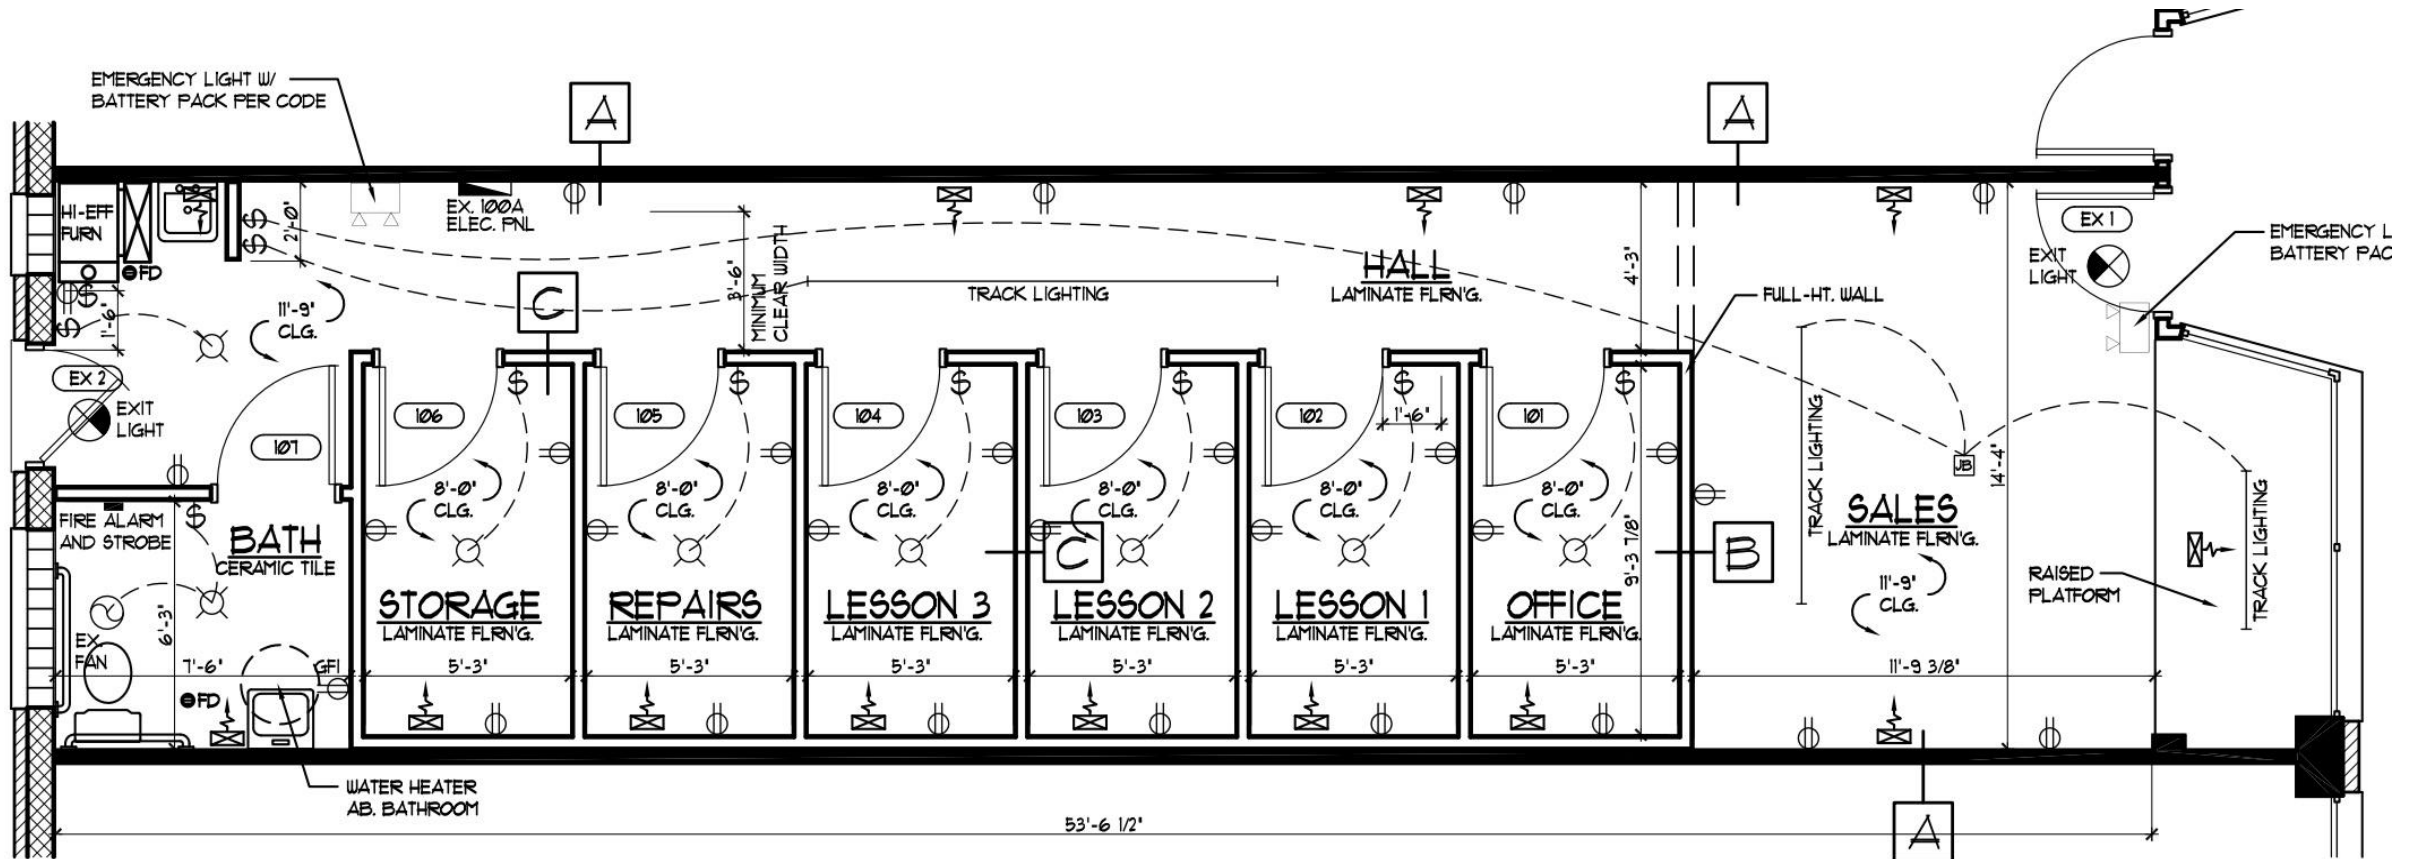 EMERGENCY LIGHT W/
BATTERY PACK PER CODE
A
A
HI-EFF
FURN
FD
S
S
2'-0"
EX. 100A
ELEC. PNL
3'-6"
MINIMUM
CLEAR WIDTH
C
TRACK LIGHTING
HALL
LAMINATE FLRN'G.
4'-3"
FULL-HT. WALL
EX 1
EXIT
LIGHT
EMERGENCY L
BATTERY PAC
S
S
1'-6"
11'-9"
CLG.
EX 2
EXIT
LIGHT
107
106
S
105
S
104
S
103
S
102
S
1'-6"
101
S
8'-0"
CLG.
8'-0"
CLG.
8'-0"
CLG.
8'-0"
CLG.
8'-0"
CLG.
8'-0"
CLG.
FIRE ALARM
AND STROBE
S
BATH
CERAMIC TILE
6'-3"
EX.
FAN
7'-6"
GFI
FD
STORAGE
LAMINATE FLRN'G.
5'-3"
REPAIRS
LAMINATE FLRN'G.
5'-3"
LESSON 3
LAMINATE FLRN'G.
5'-3"
C
LESSON 2
LAMINATE FLRN'G.
5'-3"
LESSON 1
LAMINATE FLRN'G.
5'-3"
OFFICE
LAMINATE FLRN'G.
5'-3"
9'-3 7/8"
B
TRACK LIGHTING
JB
14'-4"
SALES
LAMINATE FLRN'G.
11'-9"
CLG.
11'-9 3/8"
RAISED
PLATFORM
TRACK LIGHTING
WATER HEATER
AB. BATHROOM
53'-6 1/2"
A